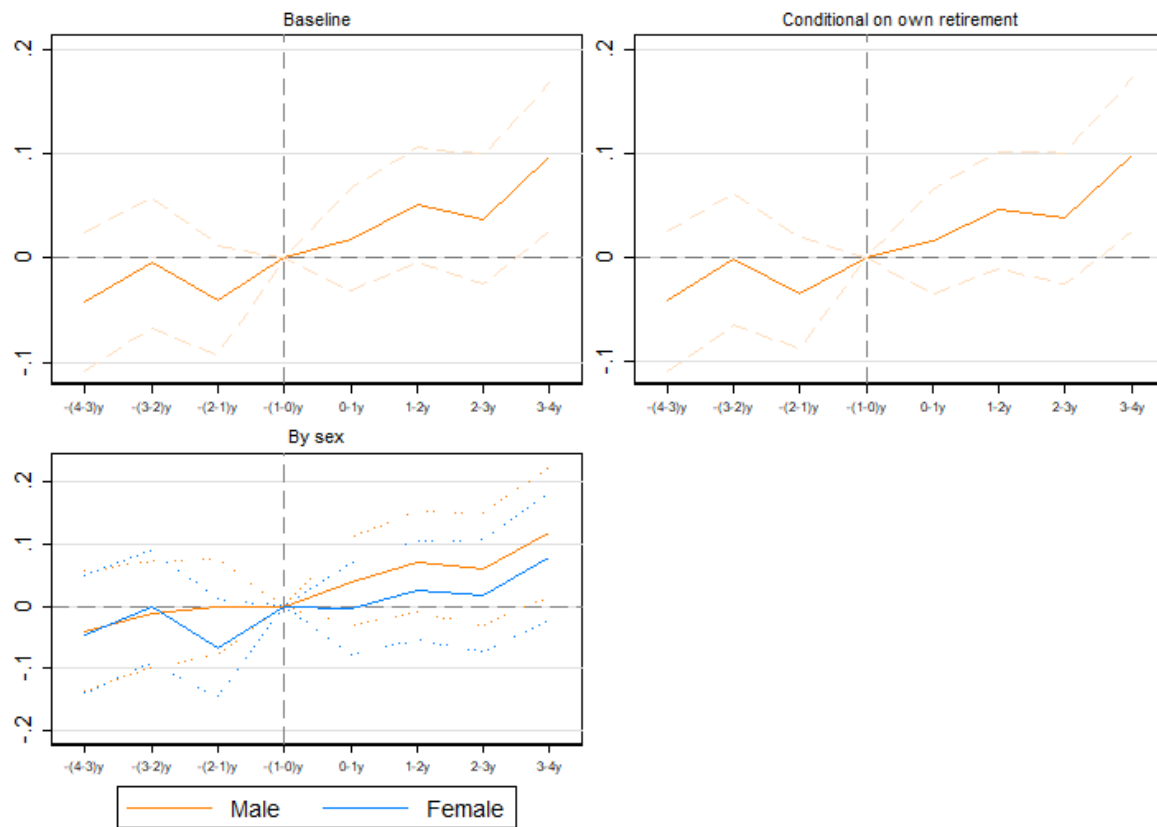 Baseline
.2
.1
0
-.1
-(4-3)y -(3-2)y -(2-1)y -(1-0)y 0-1y 1-2y 2-3y 3-4y
Conditional on own retirement
.2
.1
0
-.1
-(4-3)y -(3-2)y -(2-1)y -(1-0)y 0-1y 1-2y 2-3y 3-4y
By sex
.2
.1
0
-.1
-.2
-(4-3)y -(3-2)y -(2-1)y -(1-0)y 0-1y 1-2y 2-3y 3-4y
Male Female